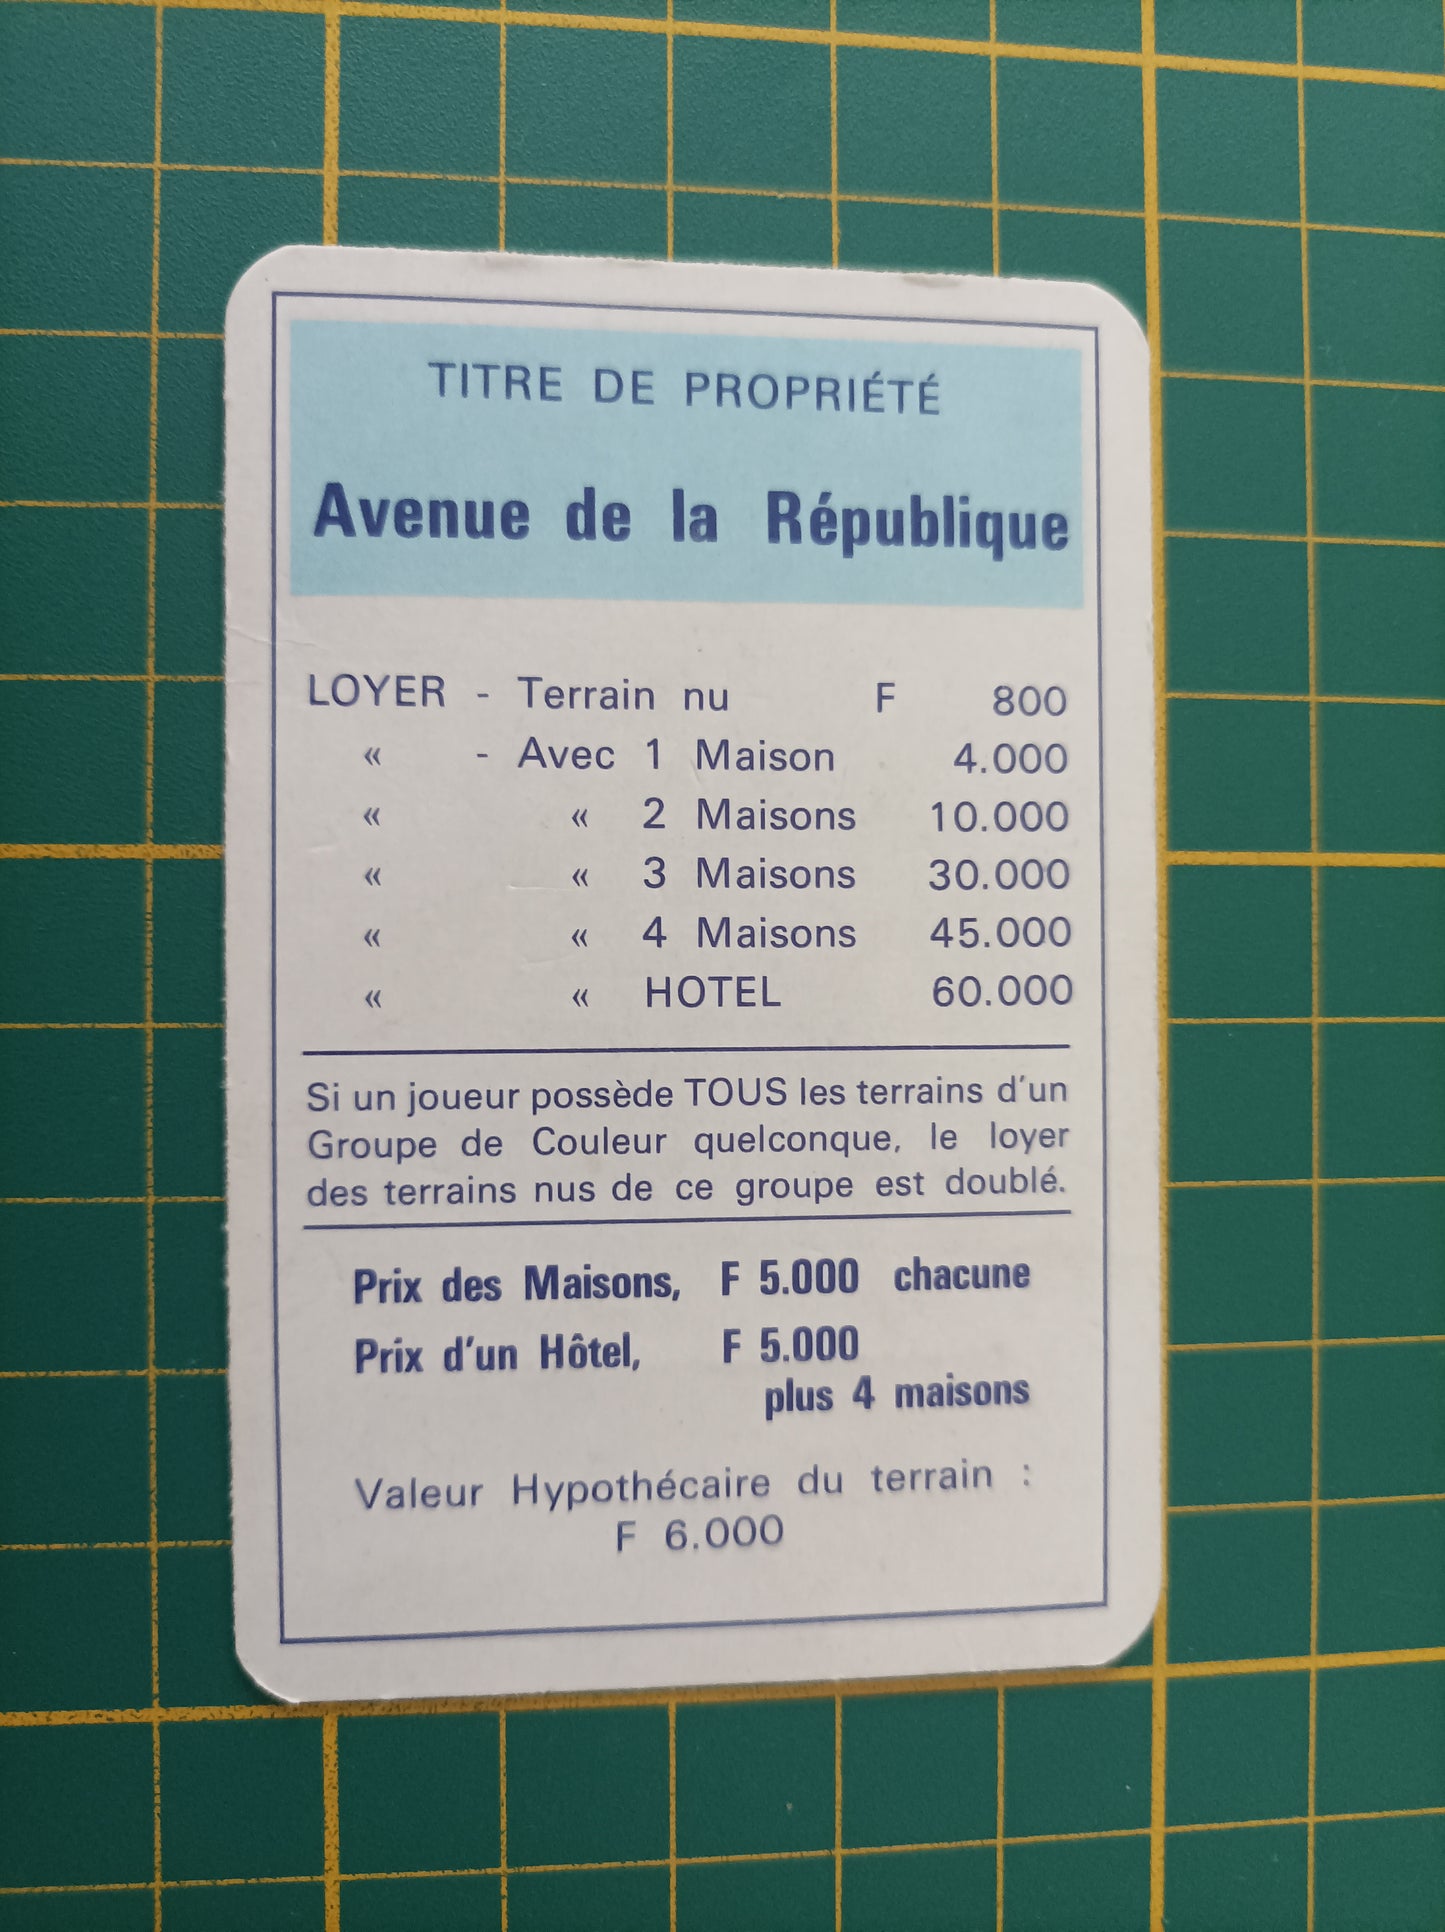 TITRE DE PROPRIÉTÉ
Avenue de la République
LOYER - Terrain nu F 800
« - Avec 1 Maison 4.000
« « 2 Maisons 10.000
« « 3 Maisons 30.000
« « 4 Maisons 45.000
« « HOTEL 60.000
Si un joueur possède TOUS les terrains d'un
Groupe de Couleur quelconque, le loyer
des terrains nus de ce groupe est doublé.
Prix des Maisons, F 5.000 chacune
Prix d'un Hôtel, F 5.000
plus 4 maisons
Valeur Hypothécaire du terrain :
F 6.000